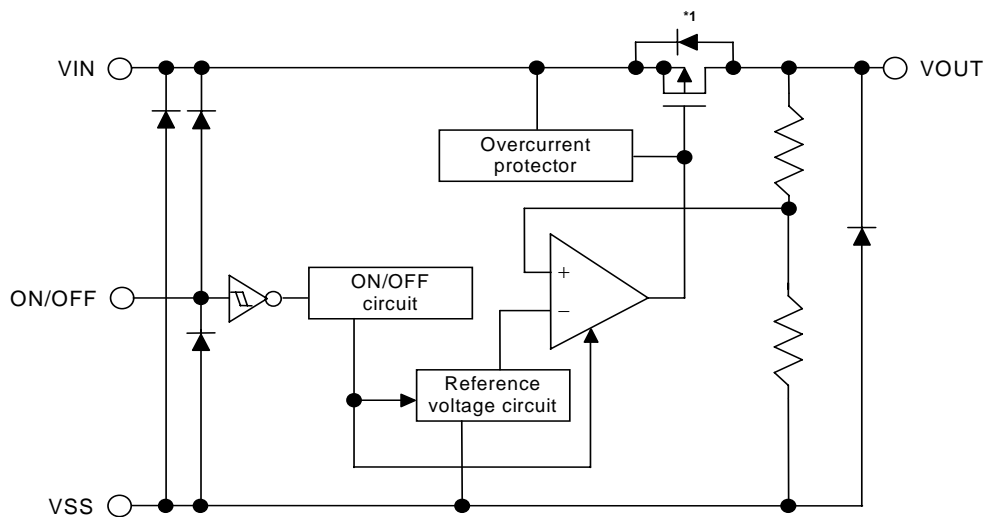 *1
VIN
VOUT
Overcurrent
protector
+
−
ON/OFF
ON/OFF
circuit
Reference
voltage circuit
VSS